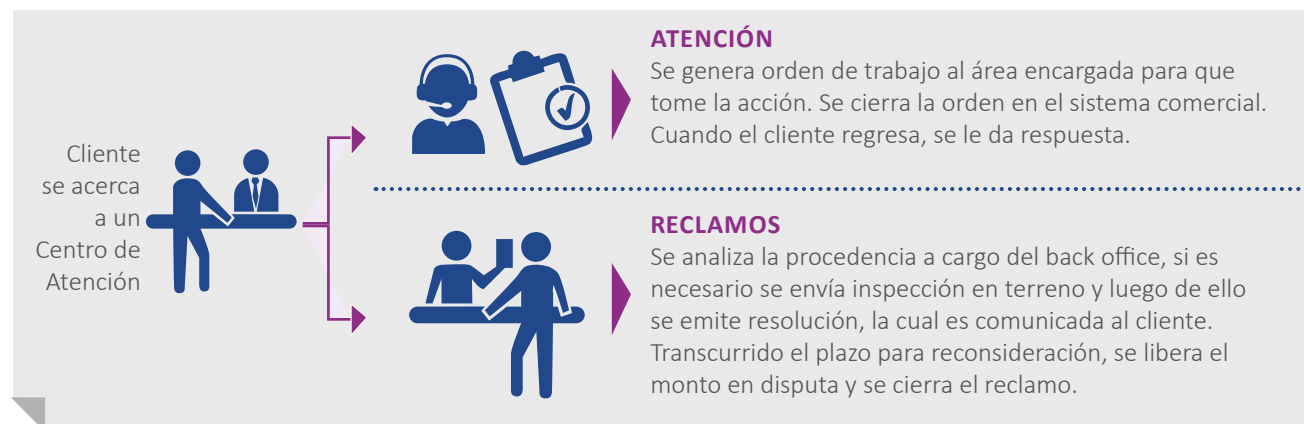 Cliente
se acerca
a un
Centro de
Atención
ATENCIÓN
Se genera orden de trabajo al área encargada para que
tome la acción. Se cierra la orden en el sistema comercial.
Cuando el cliente regresa, se le da respuesta.
RECLAMOS
Se analiza la procedencia a cargo del back office, si es
necesario se envía inspección en terreno y luego de ello
se emite resolución, la cual es comunicada al cliente.
Transcurrido el plazo para reconsideración, se libera el
monto en disputa y se cierra el reclamo.